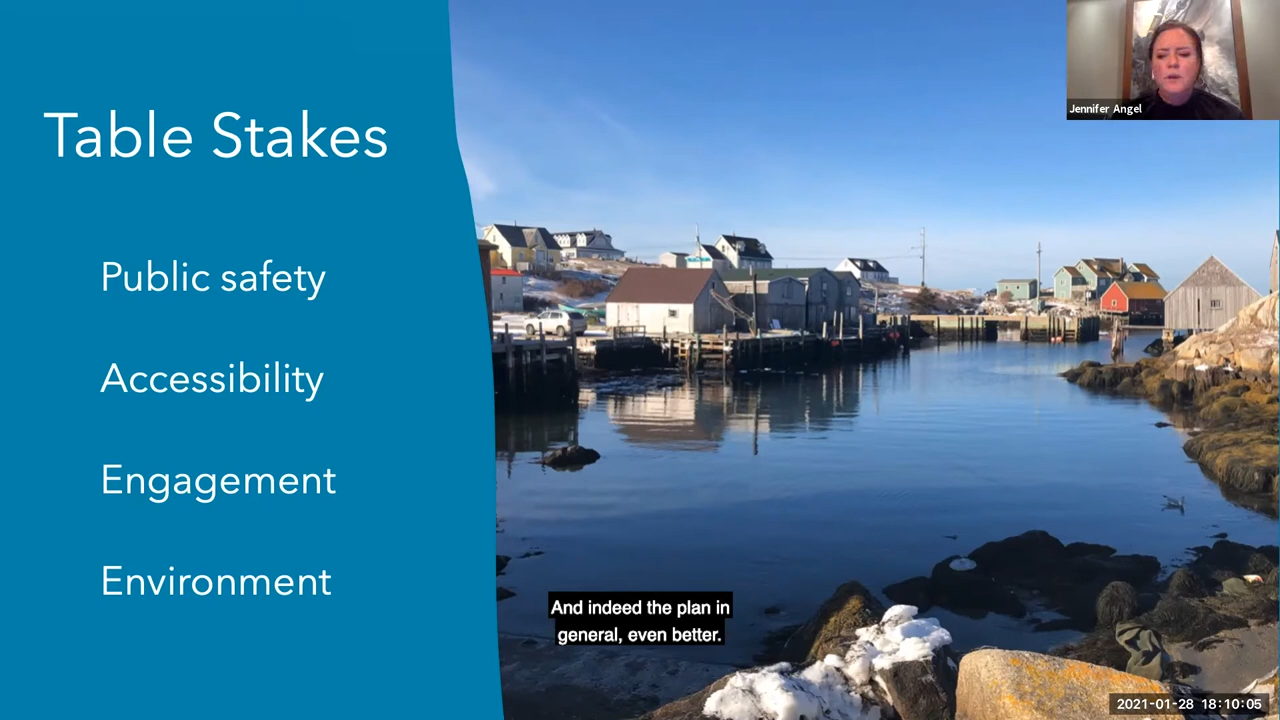 Table Stakes
Public safety
Accessibility
Engagement
Environment
Jennifer Angel
And indeed the plan in
general, even better.
2021-01-28 18:10:05